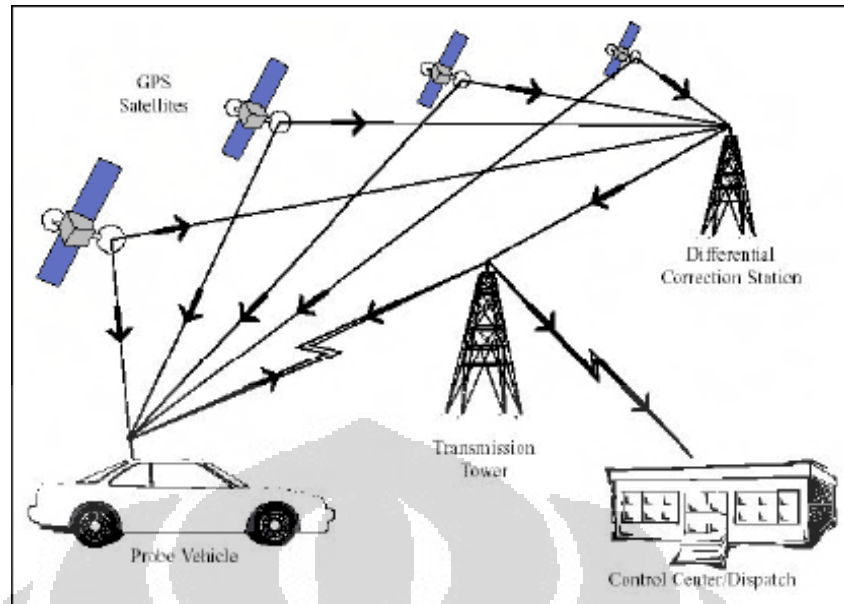 GPS
Satellites
Differential
Correction Station
Transmission
Tower
Probe Vehicle
Control Center/Dispatch